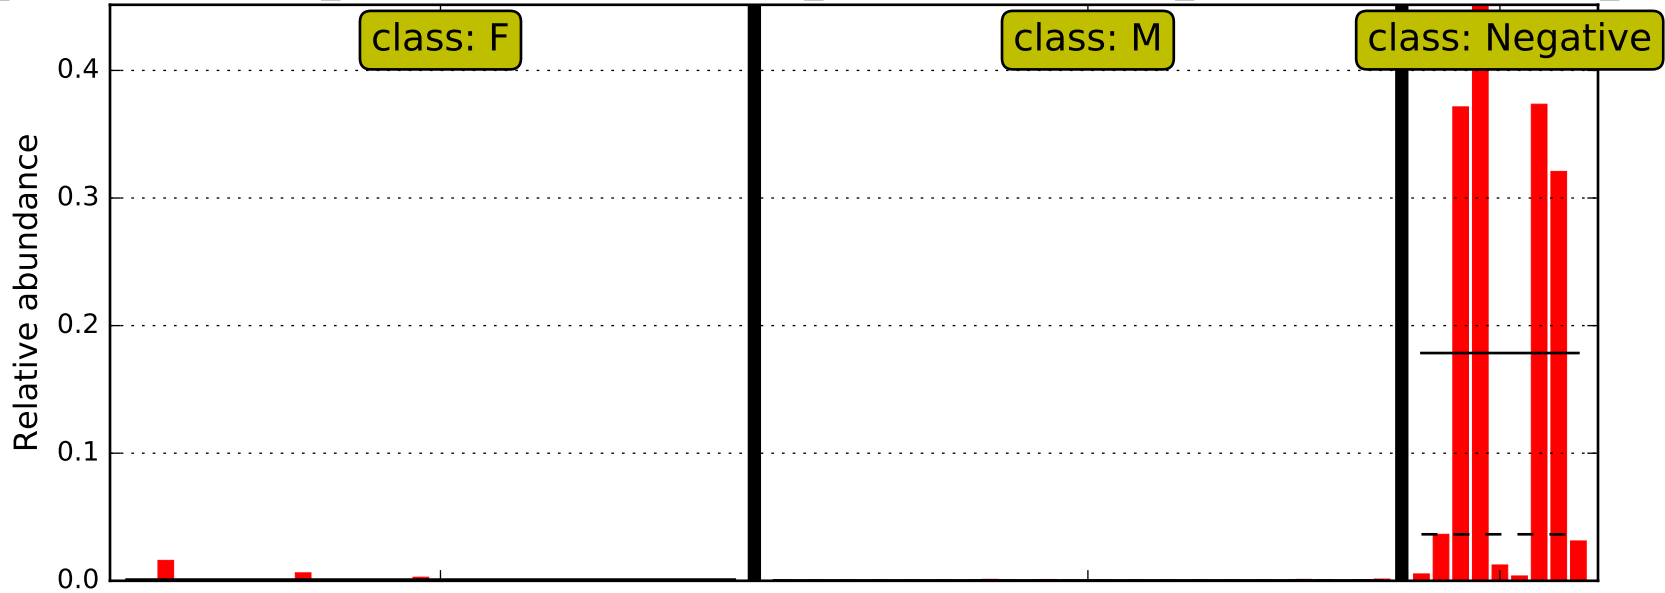 class: F
class: M
class: Negative
Relative abundance
0.4
0.3
0.2
0.1
0.0